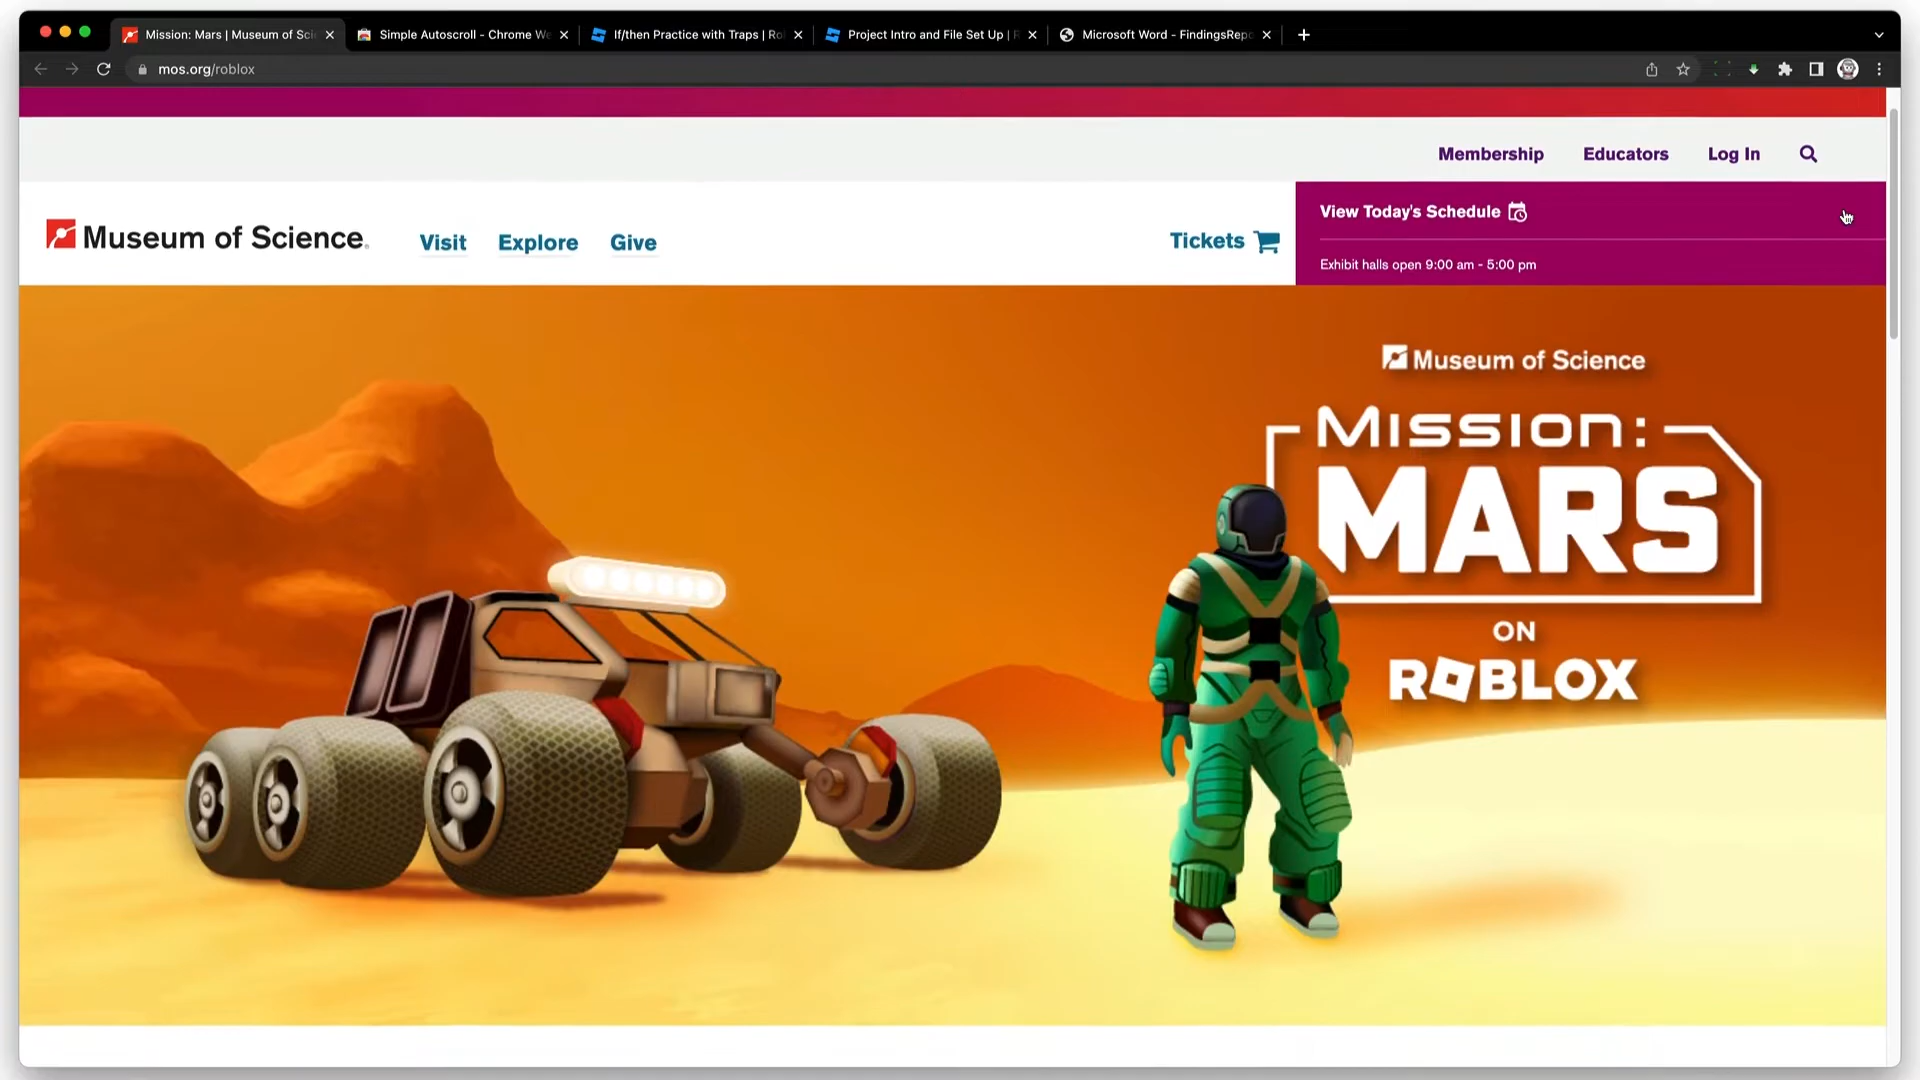 Mission: Mars | Museum of Sci
Simple Autoscroll - Chrome We
If/then Practice with Traps | Ro
Project Intro and File Set Up | R
Microsoft Word - FindingsRepo
mos.org/roblox
Membership
Educators
Log In
Museum of Science
Visit
Explore
Give
Tickets
View Today's Schedule
Exhibit halls open 9:00 am - 5:00 pm
Museum of Science
Mission:
MARS
ON
ROBLOX